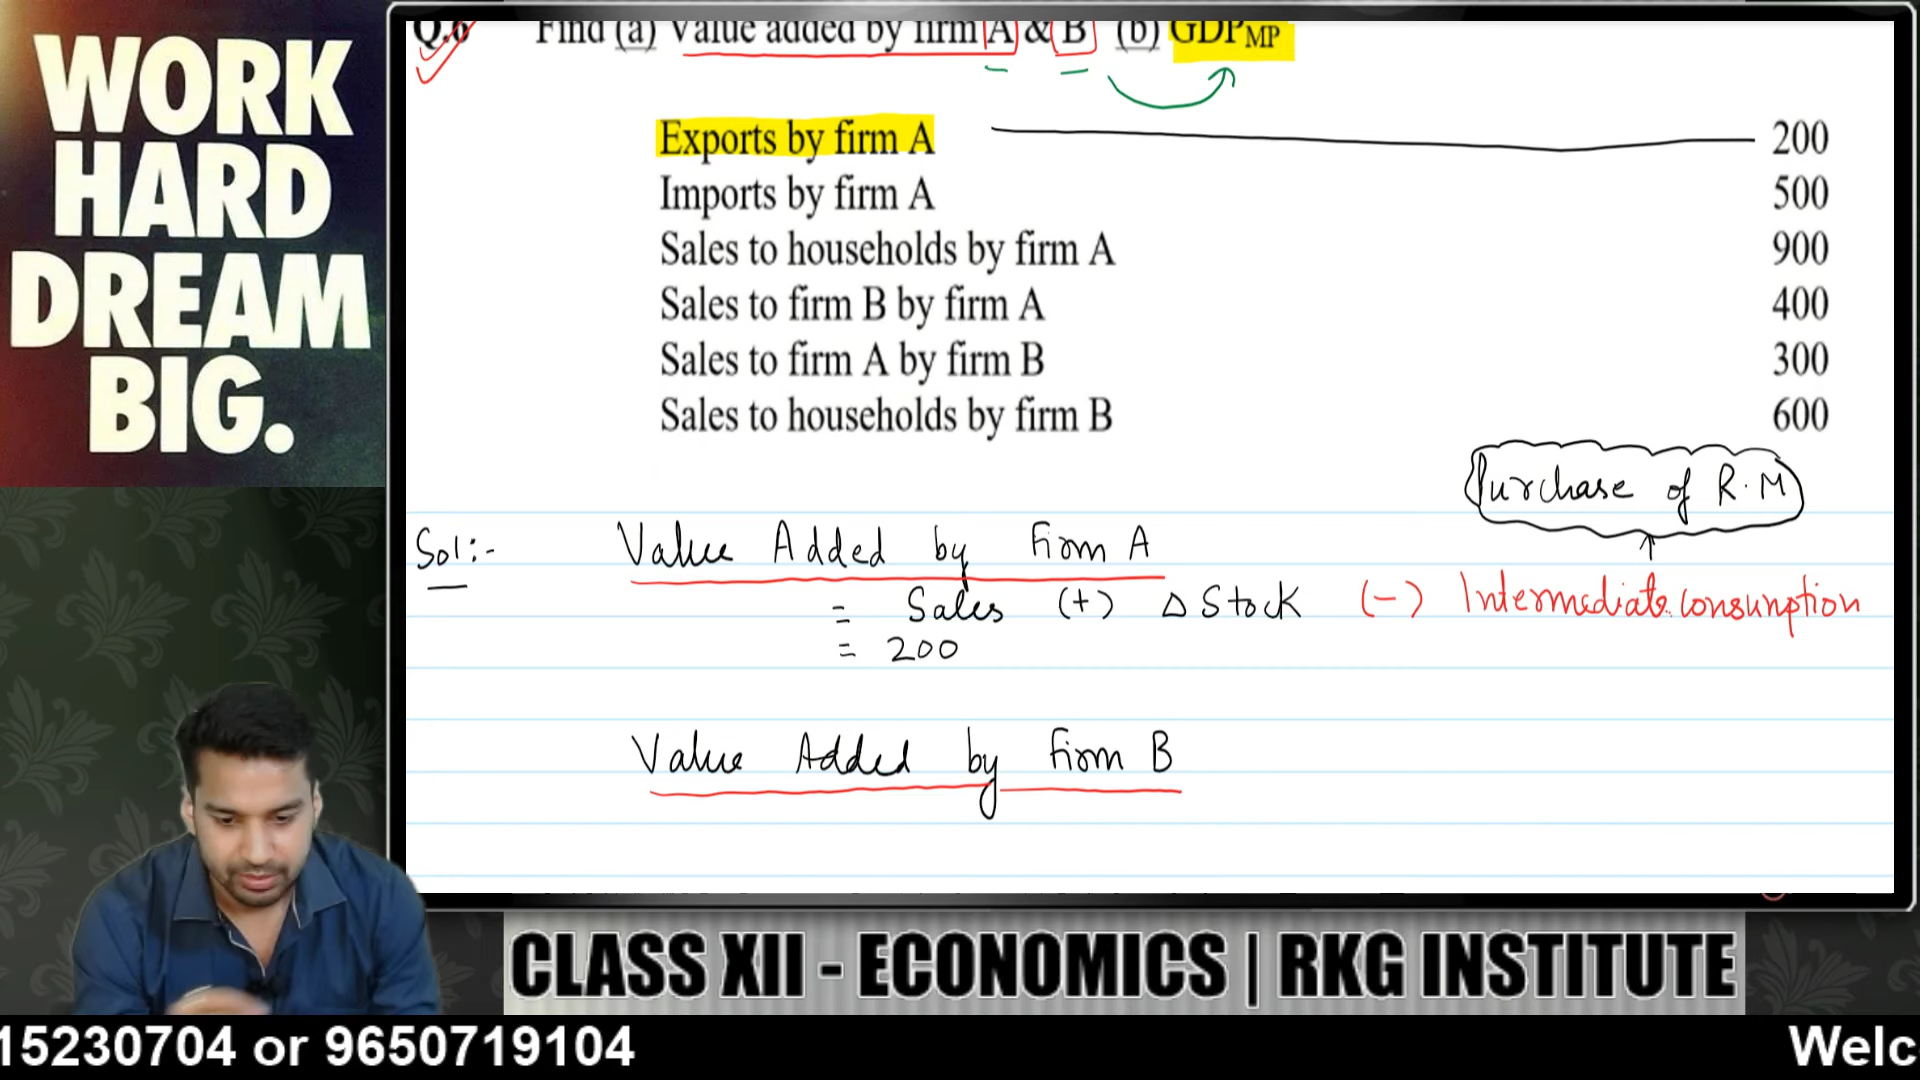 WORK
HARD
DREAM
BIG.
Q.6 Find (a) Value added by firm A & B (b) GDPMP
Exports by firm A 200
Imports by firm A 500
Sales to households by firm A 900
Sales to firm B by firm A 400
Sales to firm A by firm B 300
Sales to households by firm B 600
Purchase of R.M
Sol:- Value Added by Firm A
= Sales (+) Δ Stock (-) Intermediate consumption
= 200
Value Added by Firm B
CLASS XII - ECONOMICS | RKG INSTITUTE
15230704 or 9650719104 Welc